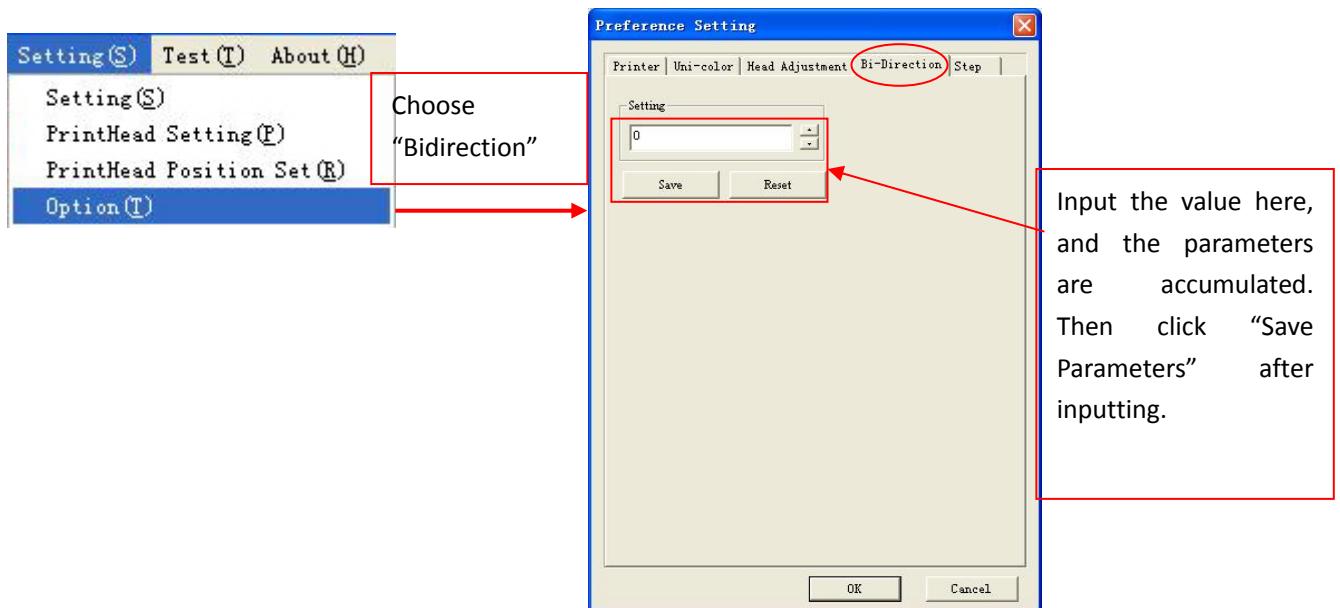 Setting(S) Test(T) About(H)
Setting(S)
PrintHead Setting(P)
PrintHead Position Set(R)
Option(T)
Choose
“Bidirection”
Preference Setting
Printer Uni-color Head Adjustment Bi-Direction Step
Setting
0
Save Reset
OK Cancel
Input the value here,
and the parameters
are accumulated.
Then click “Save
Parameters” after
inputting.